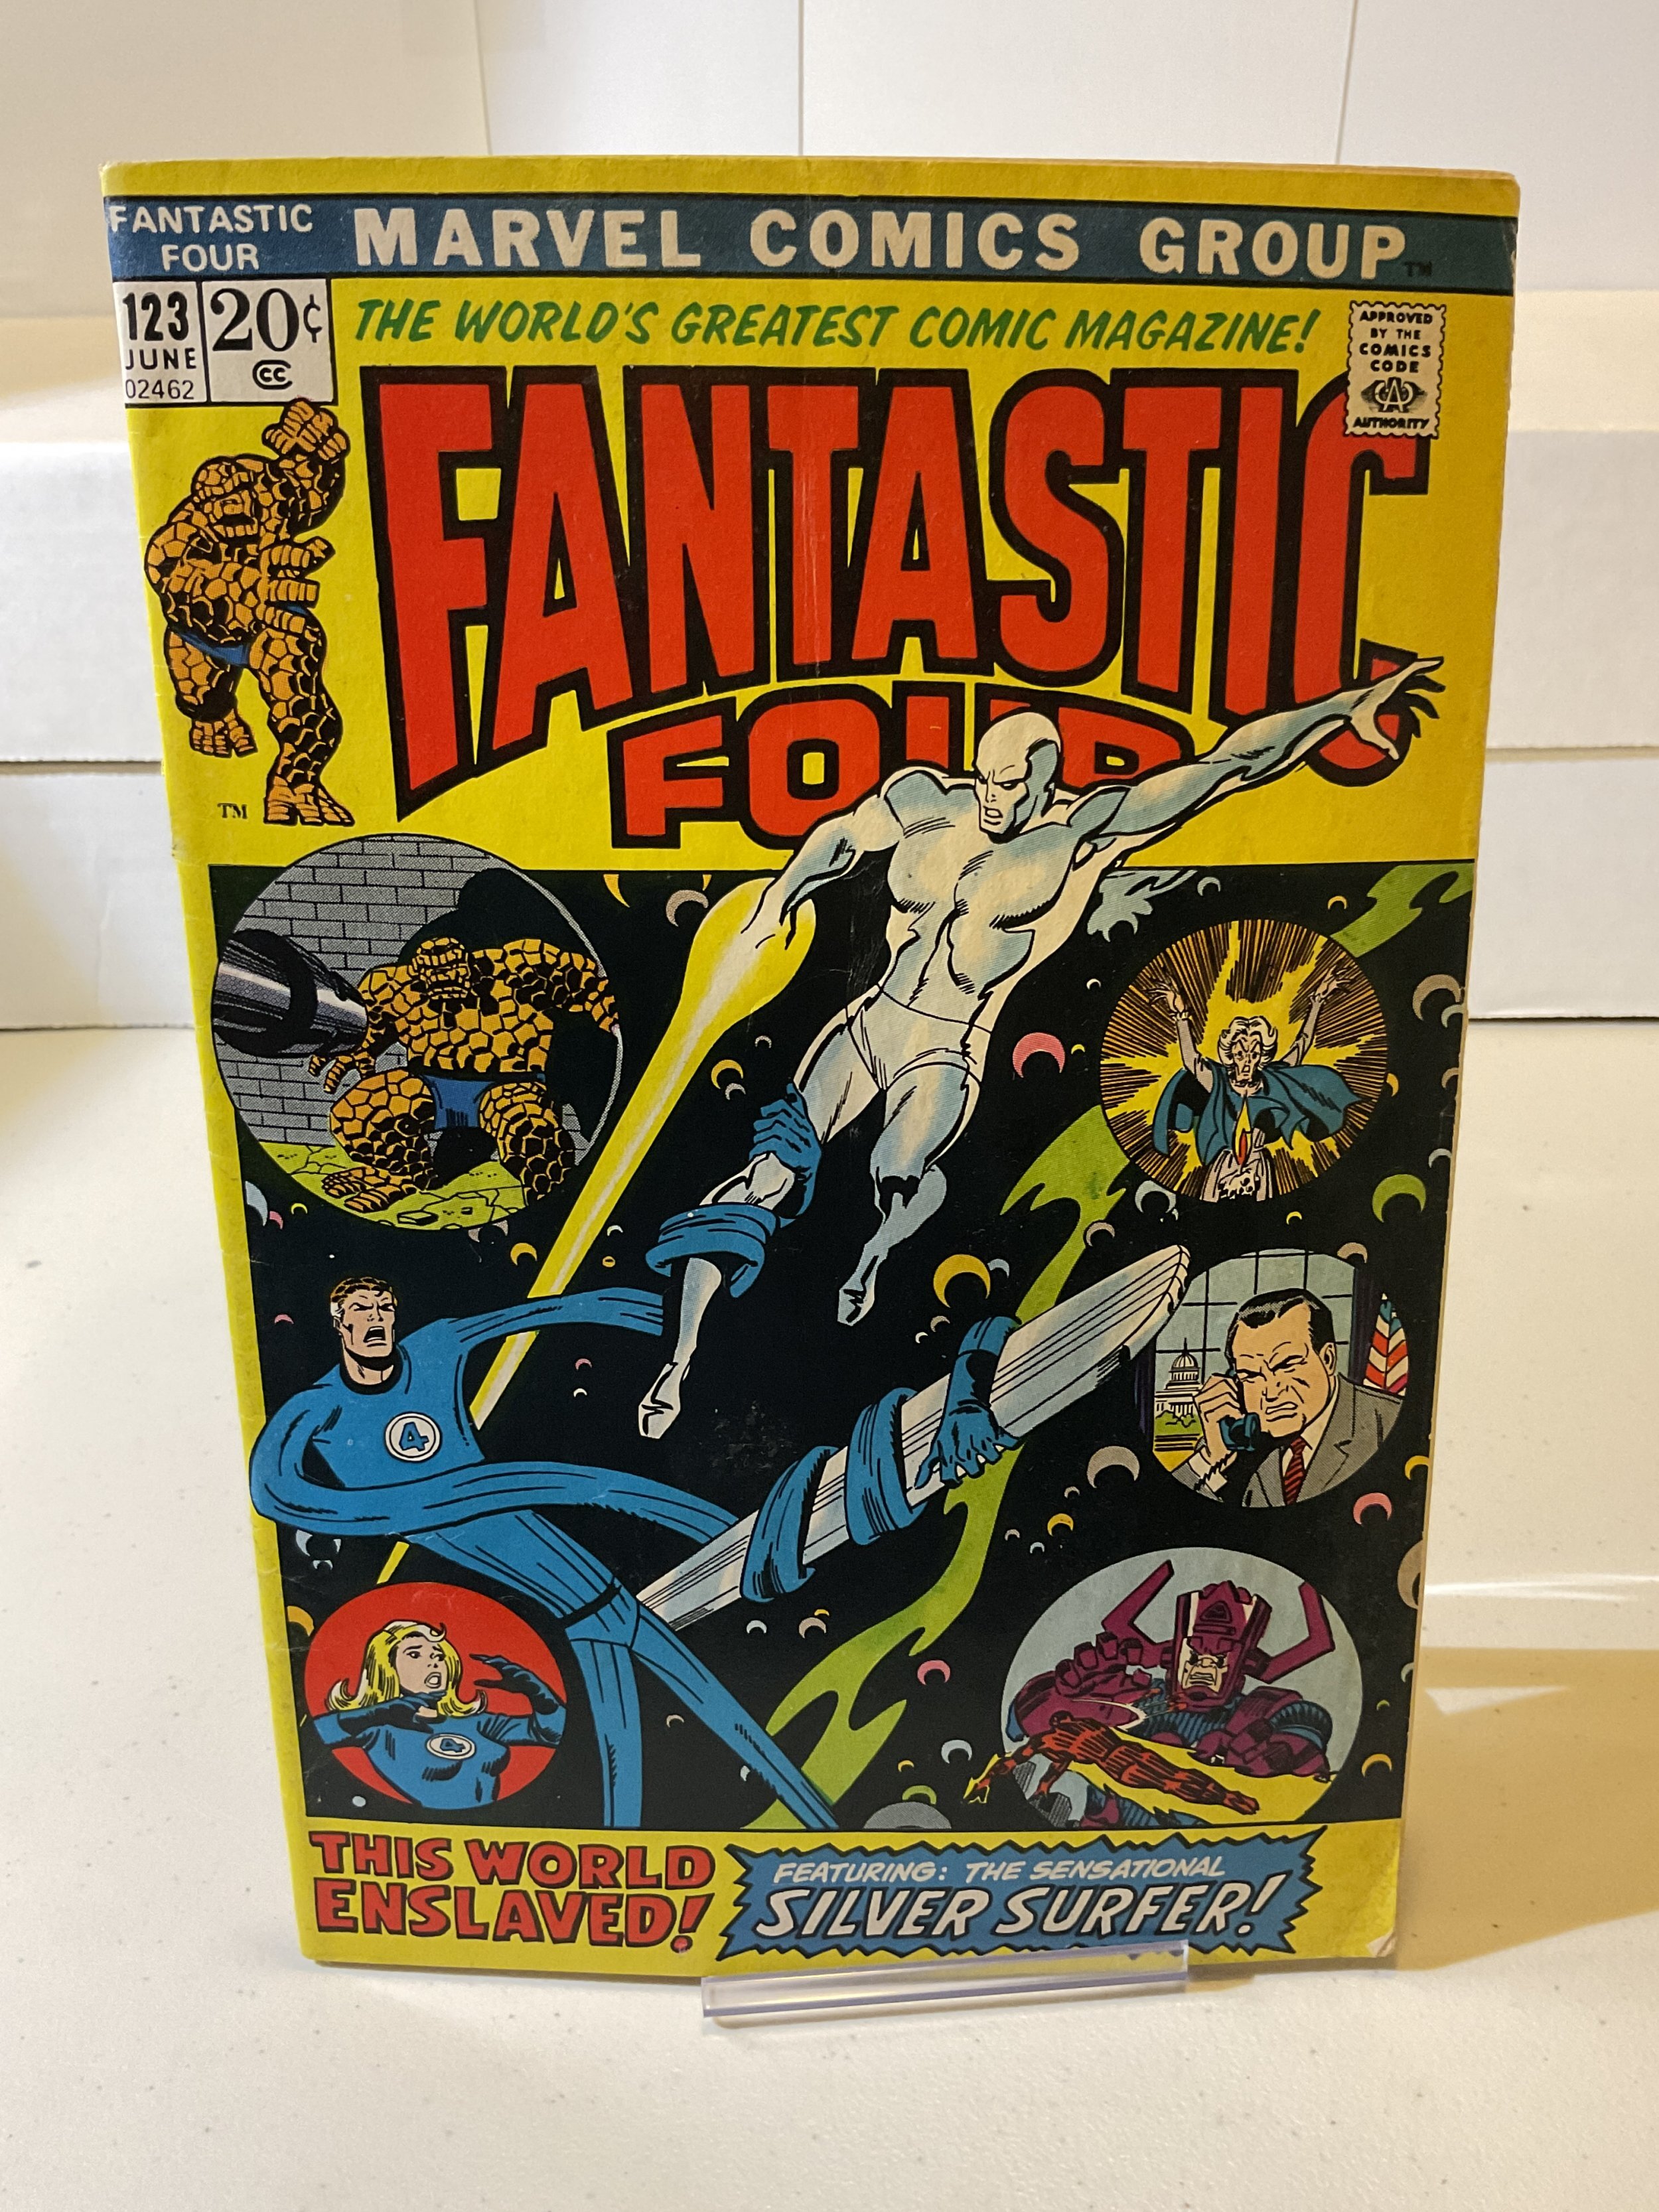 FANTASTIC
FOUR
MARVEL COMICS GROUP TM
123
JUNE
02462
20¢
CC
THE WORLD'S GREATEST COMIC MAGAZINE!
APPROVED
BY THE
COMICS
CODE
CA
AUTHORITY
FANTASTIC
FOUR
TM
4
4
THIS WORLD
ENSLAVED!
FEATURING: THE SENSATIONAL
SILVER SURFER!